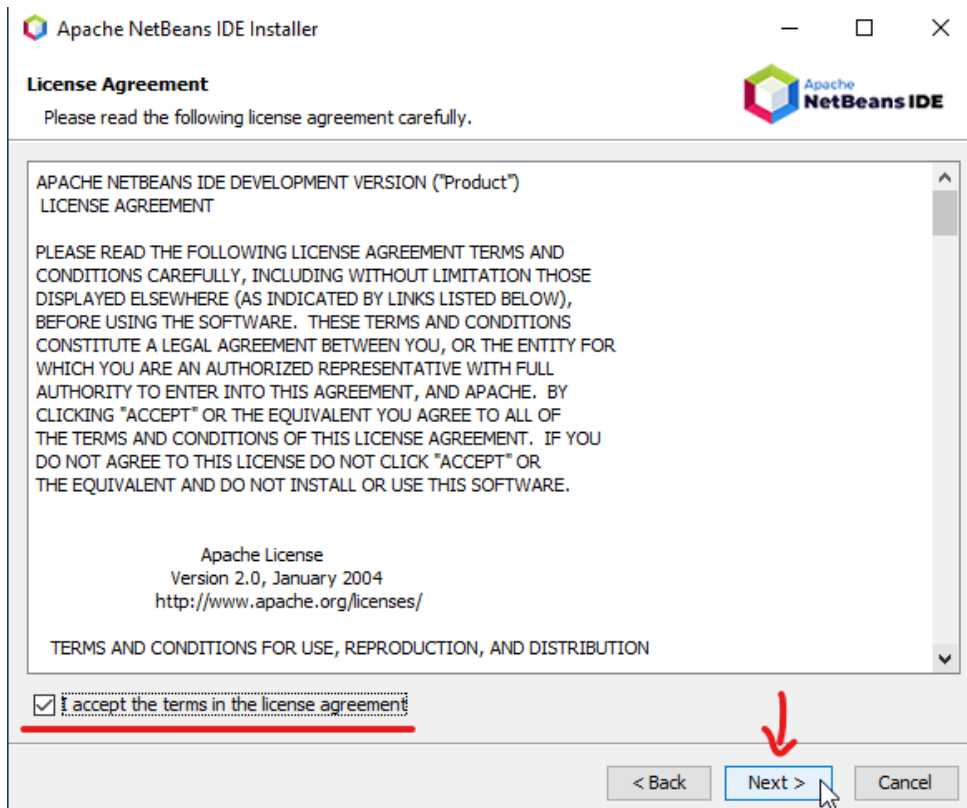 Apache NetBeans IDE Installer
License Agreement
Apache
NetBeans IDE
Please read the following license agreement carefully.
APACHE NETBEANS IDE DEVELOPMENT VERSION ("Product")
LICENSE AGREEMENT
PLEASE READ THE FOLLOWING LICENSE AGREEMENT TERMS AND
CONDITIONS CAREFULLY, INCLUDING WITHOUT LIMITATION THOSE
DISPLAYED ELSEWHERE (AS INDICATED BY LINKS LISTED BELOW),
BEFORE USING THE SOFTWARE.  THESE TERMS AND CONDITIONS
CONSTITUTE A LEGAL AGREEMENT BETWEEN YOU, OR THE ENTITY FOR
WHICH YOU ARE AN AUTHORIZED REPRESENTATIVE WITH FULL
AUTHORITY TO ENTER INTO THIS AGREEMENT, AND APACHE.  BY
CLICKING "ACCEPT" OR THE EQUIVALENT YOU AGREE TO ALL OF
THE TERMS AND CONDITIONS OF THIS LICENSE AGREEMENT.  IF YOU
DO NOT AGREE TO THIS LICENSE DO NOT CLICK "ACCEPT" OR
THE EQUIVALENT AND DO NOT INSTALL OR USE THIS SOFTWARE.
Apache License
Version 2.0, January 2004
http://www.apache.org/licenses/
TERMS AND CONDITIONS FOR USE, REPRODUCTION, AND DISTRIBUTION
I accept the terms in the license agreement
< Back
Next >
Cancel